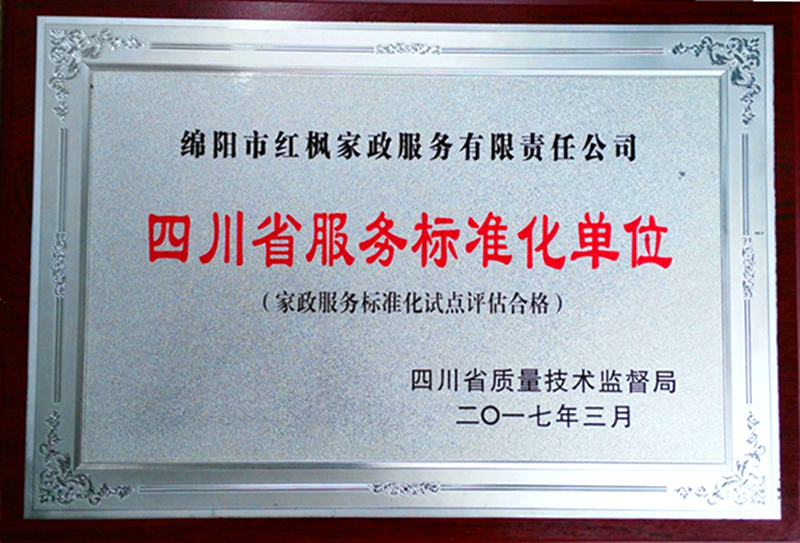 绵阳市红枫家政服务有限责任公司
四川省服务标准化单位
（家政服务标准化试点评估合格）
四川省质量技术监督局
二〇一七年三月